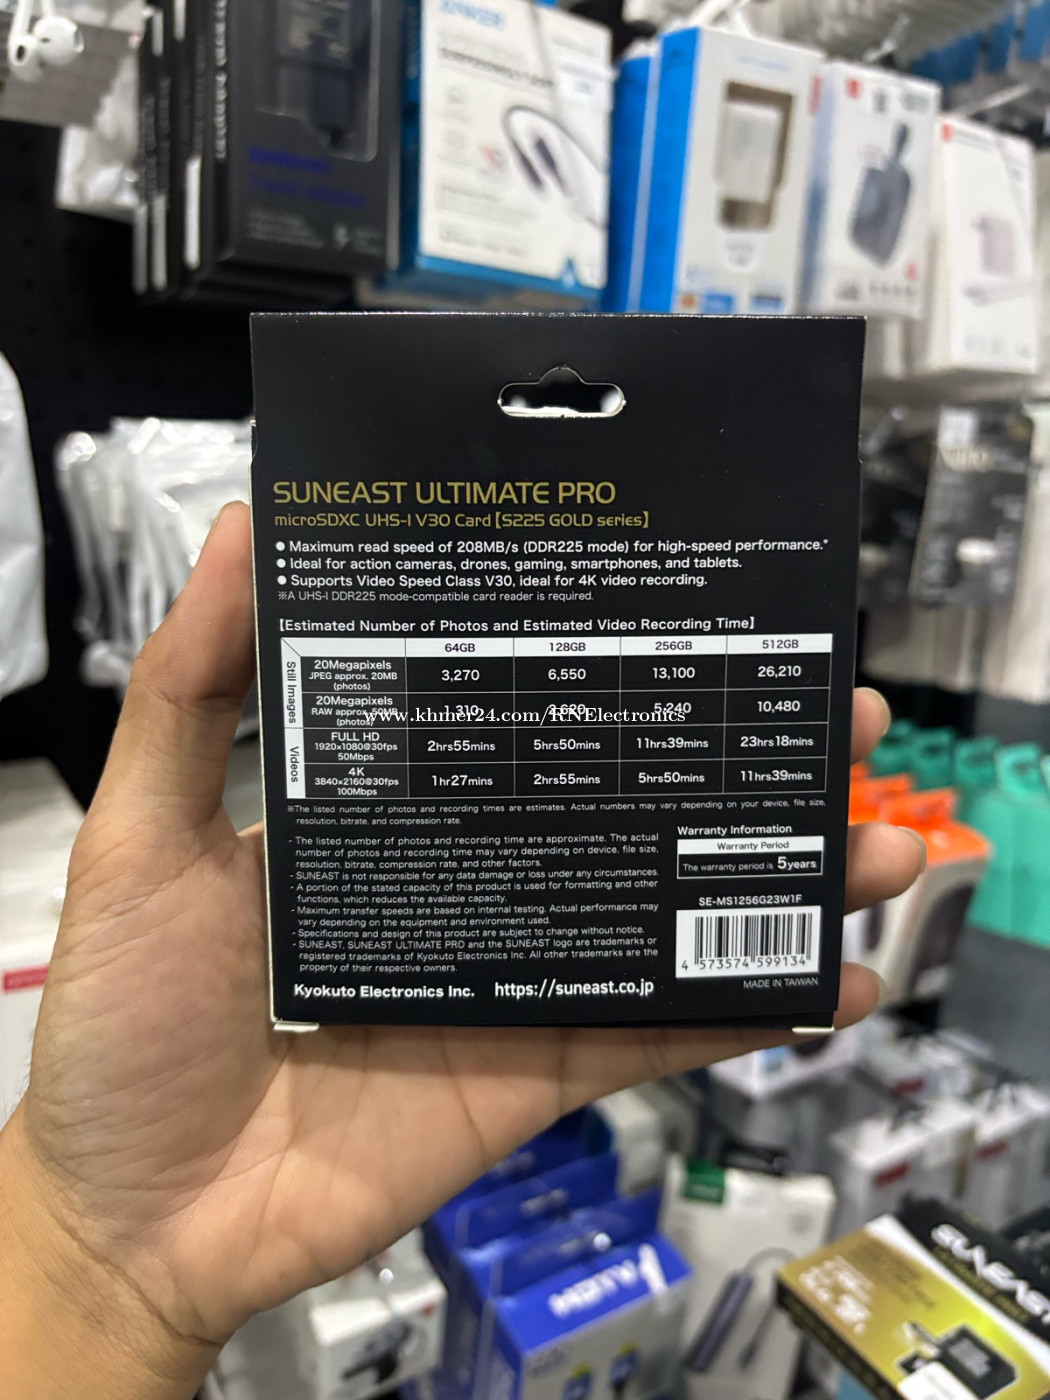 ANKER
SUNEAST ULTIMATE PRO
microSDXC UHS-I V30 Card【S225 GOLD series】
● Maximum read speed of 208MB/s (DDR225 mode) for high-speed performance.*
● Ideal for action cameras, drones, gaming, smartphones, and tablets.
● Supports Video Speed Class V30, ideal for 4K video recording.
※A UHS-I DDR225 mode-compatible card reader is required.
【Estimated Number of Photos and Estimated Video Recording Time】
64GB 128GB 256GB 512GB
Still Images
20Megapixels
JPEG approx. 20MB
(photos)
3,270 6,550 13,100 26,210
20Megapixels
RAW approx. 50MB
(photos)
1,310 2,620 5,240 10,480
www.khmer24.com/RNElectronics
Videos
FULL HD
1920×1080@30fps
50Mbps
2hrs55mins 5hrs50mins 11hrs39mins 23hrs18mins
4K
3840×2160@30fps
100Mbps
1hr27mins 2hrs55mins 5hrs50mins 11hrs39mins
※The listed number of photos and recording times are estimates. Actual numbers may vary depending on your device, file size,
resolution, bitrate, and compression rate.
- The listed number of photos and recording time are approximate. The actual
number of photos and recording time may vary depending on device, file size,
resolution, bitrate, compression rate, and other factors.
- SUNEAST is not responsible for any data damage or loss under any circumstances.
- A portion of the stated capacity of this product is used for formatting and other
functions, which reduces the available capacity.
- Maximum transfer speeds are based on internal testing. Actual performance may
vary depending on the equipment and environment used.
- Specifications and design of this product are subject to change without notice.
- SUNEAST, SUNEAST ULTIMATE PRO and the SUNEAST logo are trademarks or
registered trademarks of Kyokuto Electronics Inc. All other trademarks are the
property of their respective owners.
Kyokuto Electronics Inc. https://suneast.co.jp
Warranty Information
Warranty Period
The warranty period is 5years
SE-MS1256G23W1F
4 573574 599134
MADE IN TAIWAN
SUNEAST